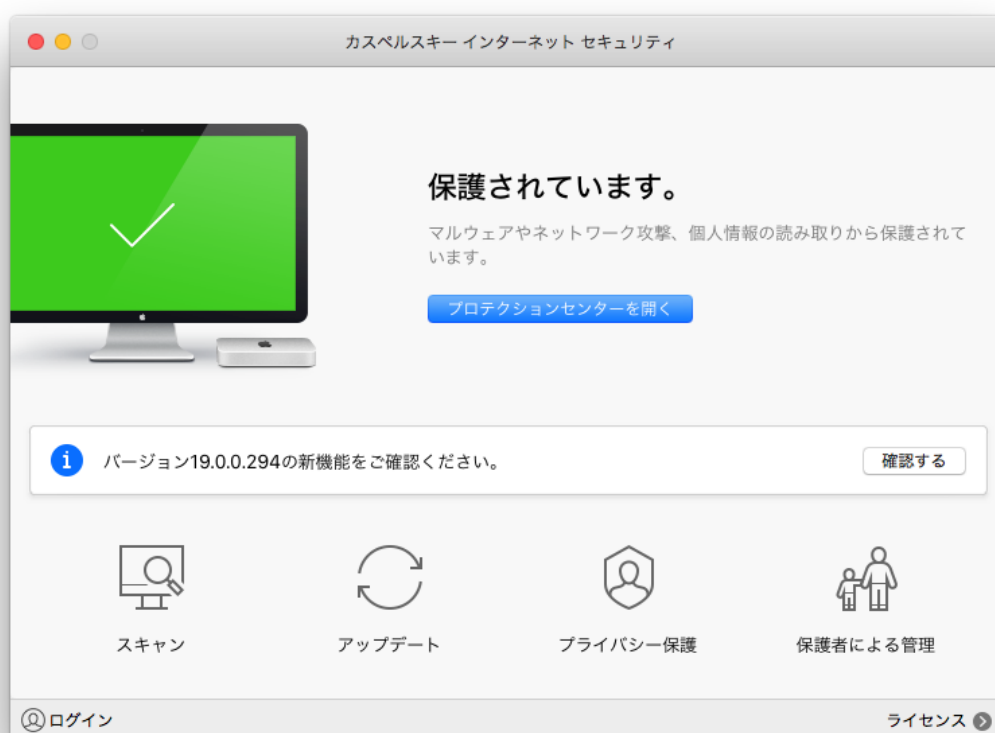 カスペルスキー インターネット セキュリティ
保護されています。
マルウェアやネットワーク攻撃、個人情報の読み取りから保護されて
います。
プロテクションセンターを開く
i
バージョン19.0.0.294の新機能をご確認ください。
確認する
スキャン
アップデート
プライバシー保護
保護者による管理
ログイン
ライセンス